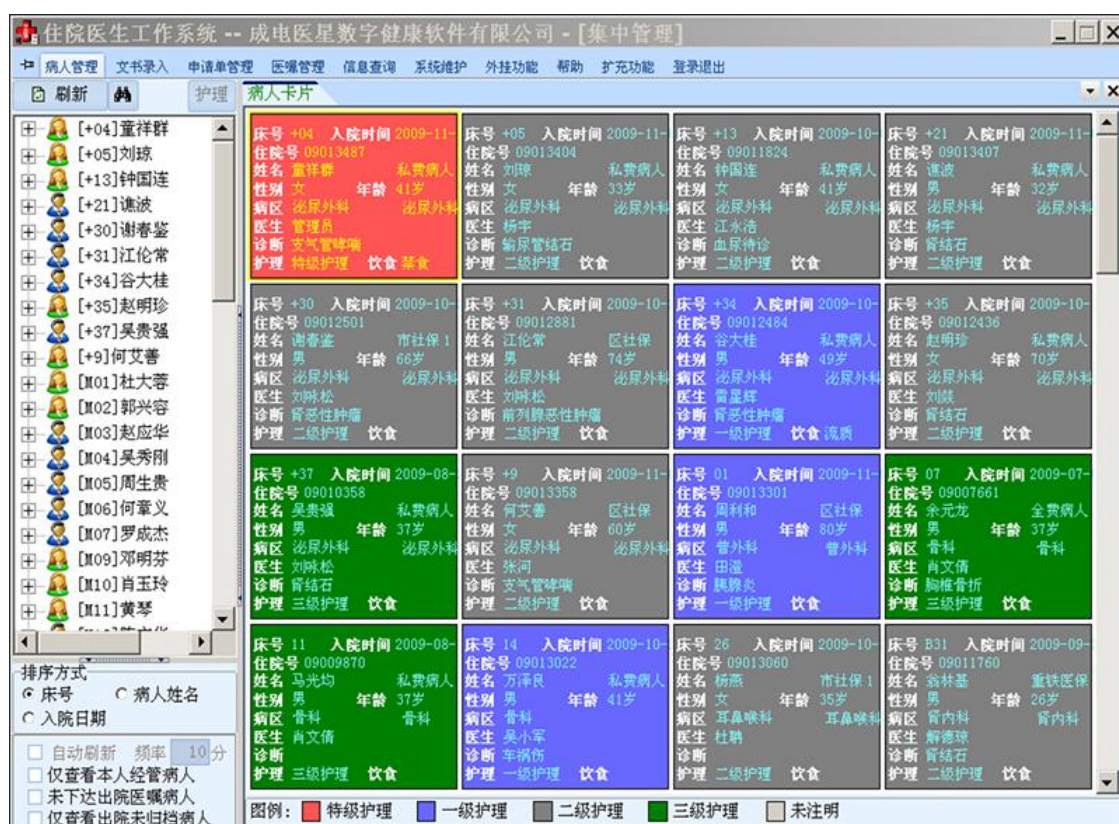 住院医生工作系统 -- 成电医星数字健康软件有限公司 - [集中管理]
病人管理 文书录入 申请单管理 医嘱管理 信息查询 系统维护 外挂功能 帮助 扩充功能 登录退出
刷新 护理 病人卡片
[+04]童祥群
[+05]刘琼
[+13]钟国连
[+21]谯波
[+30]谢春鉴
[+31]江伦常
[+34]谷大桂
[+35]赵明珍
[+37]吴贵强
[+9]何艾善
[M01]杜大蓉
[M02]郭兴容
[M03]赵应华
[M04]吴秀刚
[M05]周生贵
[M06]何章义
[M07]罗成杰
[M09]邓明芬
[M10]肖玉玲
[M11]黄琴
排序方式
床号 病人姓名
入院日期
自动刷新 频率 10 分
仅查看本人经管病人
未下达出院医嘱病人
仅查看出院未归档病人
床号 +04 入院时间 2009-11-
住院号 09013487
姓名 童祥群 私费病人
性别 女 年龄 41岁
病区 泌尿外科 泌尿外科
医生 管理员
诊断 支气管哮喘
护理 特级护理 饮食 禁食
床号 +05 入院时间 2009-11-
住院号 09013404
姓名 刘琼 私费病人
性别 女 年龄 33岁
病区 泌尿外科 泌尿外科
医生 杨宇
诊断 输尿管结石
护理 二级护理 饮食
床号 +13 入院时间 2009-10-
住院号 09011824
姓名 钟国连 私费病人
性别 女 年龄 41岁
病区 泌尿外科 泌尿外科
医生 江永浩
诊断 血尿待诊
护理 二级护理 饮食
床号 +21 入院时间 2009-11-
住院号 09013407
姓名 谯波 私费病人
性别 男 年龄 32岁
病区 泌尿外科 泌尿外科
医生 杨宇
诊断 肾结石
护理 二级护理 饮食
床号 +30 入院时间 2009-10-
住院号 09012501
姓名 谢春鉴 市社保1
性别 男 年龄 66岁
病区 泌尿外科 泌尿外科
医生 刘咏松
诊断 肾恶性肿瘤
护理 二级护理 饮食
床号 +31 入院时间 2009-10-
住院号 09012881
姓名 江伦常 区社保
性别 男 年龄 74岁
病区 泌尿外科 泌尿外科
医生 刘咏松
诊断 前列腺恶性肿瘤
护理 二级护理 饮食
床号 +34 入院时间 2009-10-
住院号 09012484
姓名 谷大桂 私费病人
性别 男 年龄 49岁
病区 泌尿外科 泌尿外科
医生 雷星辉
诊断 肾恶性肿瘤
护理 一级护理 饮食 流质
床号 +35 入院时间 2009-10-
住院号 09012436
姓名 赵明珍 私费病人
性别 女 年龄 70岁
病区 泌尿外科 泌尿外科
医生 刘燚
诊断 肾结石
护理 二级护理 饮食
床号 +37 入院时间 2009-08-
住院号 09010358
姓名 吴贵强 私费病人
性别 男 年龄 37岁
病区 泌尿外科 泌尿外科
医生 刘咏松
诊断 肾结石
护理 三级护理 饮食
床号 +9 入院时间 2009-11-
住院号 09013358
姓名 何艾善 区社保
性别 女 年龄 60岁
病区 泌尿外科 泌尿外科
医生 张河
诊断 支气管哮喘
护理 二级护理 饮食
床号 01 入院时间 2009-11-
住院号 09013301
姓名 周利和 区社保
性别 男 年龄 80岁
病区 普外科 普外科
医生 田滢
诊断 胰腺炎
护理 一级护理 饮食
床号 07 入院时间 2009-07-
住院号 09007661
姓名 余元龙 全费病人
性别 男 年龄 37岁
病区 骨科 骨科
医生 肖文倩
诊断 胸椎骨折
护理 三级护理 饮食
床号 11 入院时间 2009-08-
住院号 09009870
姓名 马光均 私费病人
性别 男 年龄 37岁
病区 骨科 骨科
医生 肖文倩
诊断
护理 三级护理 饮食
床号 14 入院时间 2009-10-
住院号 09013022
姓名 万泽良 私费病人
性别 男 年龄 41岁
病区 骨科
医生 吴小军
诊断 车祸伤
护理 一级护理 饮食
床号 26 入院时间 2009-10-
住院号 09013060
姓名 杨燕 市社保1
性别 女 年龄 35岁
病区 耳鼻喉科 耳鼻喉科
医生 杜鹃
诊断
护理 二级护理 饮食
床号 B31 入院时间 2009-09-
住院号 09011760
姓名 翁林基 重铁医保
性别 男 年龄 26岁
病区 肾内科 肾内科
医生 解德琼
诊断 肾结石
护理 二级护理 饮食
图例: 特级护理 一级护理 二级护理 三级护理 未注明